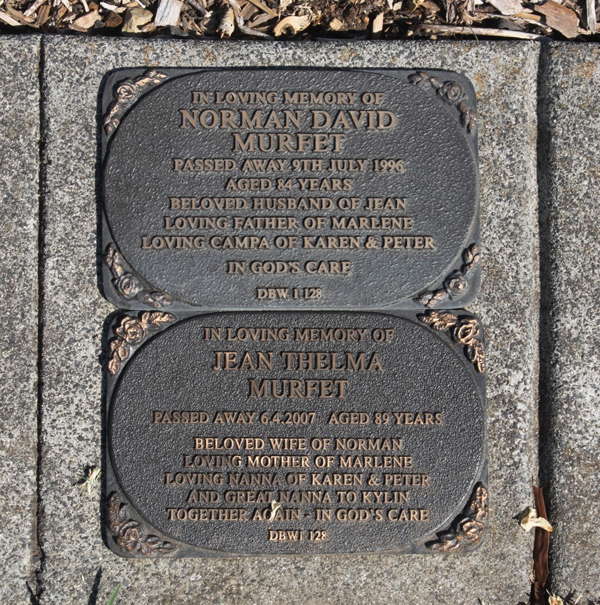 IN LOVING MEMORY OF
NORMAN DAVID
MURFET
PASSED AWAY 9TH JULY 1996
AGED 84 YEARS
BELOVED HUSBAND OF JEAN
LOVING FATHER OF MARLENE
LOVING CAMPA OF KAREN & PETER
IN GOD'S CARE
DBW I 128
IN LOVING MEMORY OF
JEAN THELMA
MURFET
PASSED AWAY 6.4.2007 AGED 89 YEARS
BELOVED WIFE OF NORMAN
LOVING MOTHER OF MARLENE
LOVING NANNA OF KAREN & PETER
AND GREAT NANNA TO KYLIN
TOGETHER AGAIN - IN GOD'S CARE
DBW1 128